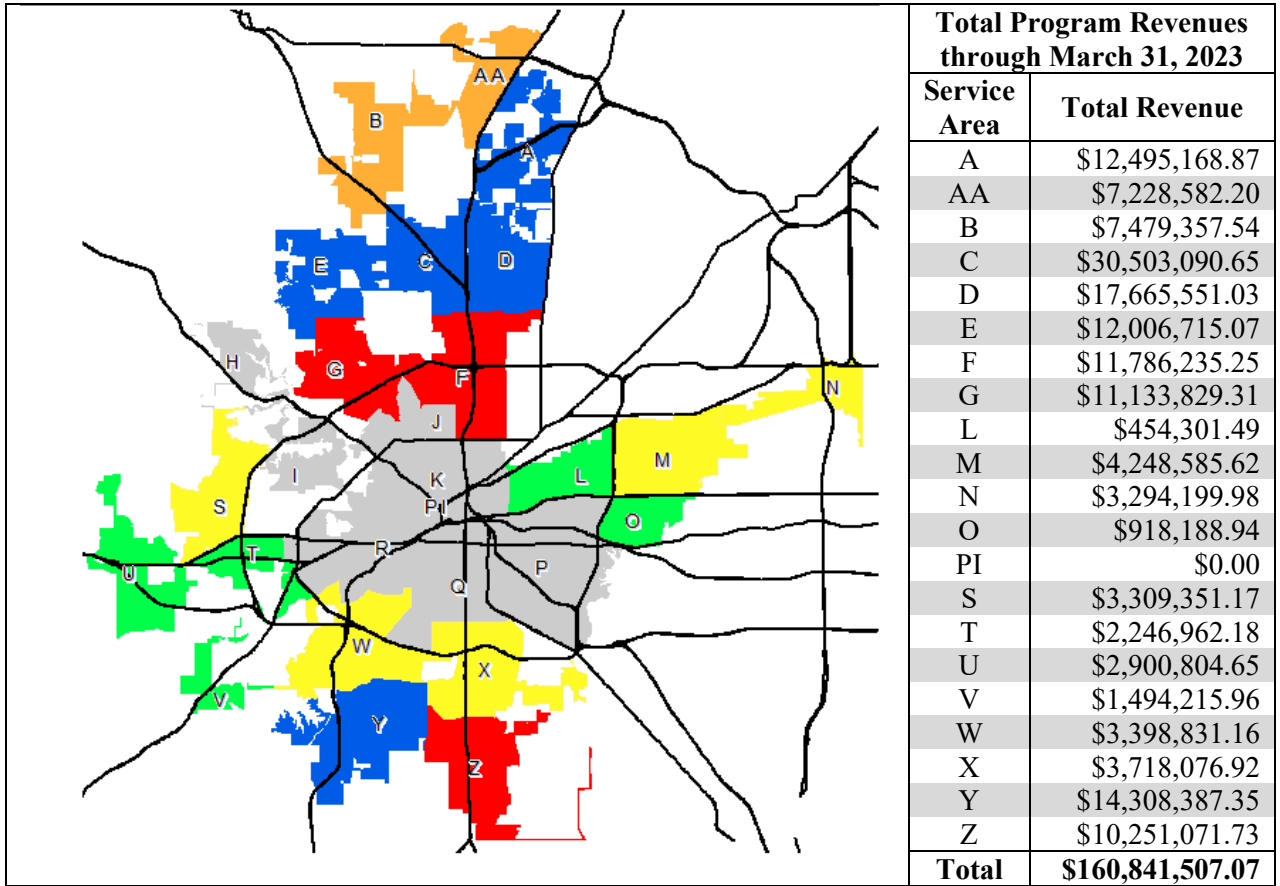 AA
B
A
E
C
D
H
G
F
N
J
I
M
K
L
S
PI
O
R
T
P
U
Q
W
X
V
Y
Z
Total Program Revenues
through March 31, 2023
Service
Area
Total Revenue
A $12,495,168.87
AA $7,228,582.20
B $7,479,357.54
C $30,503,090.65
D $17,665,551.03
E $12,006,715.07
F $11,786,235.25
G $11,133,829.31
L $454,301.49
M $4,248,585.62
N $3,294,199.98
O $918,188.94
PI $0.00
S $3,309,351.17
T $2,246,962.18
U $2,900,804.65
V $1,494,215.96
W $3,398,831.16
X $3,718,076.92
Y $14,308,387.35
Z $10,251,071.73
Total $160,841,507.07